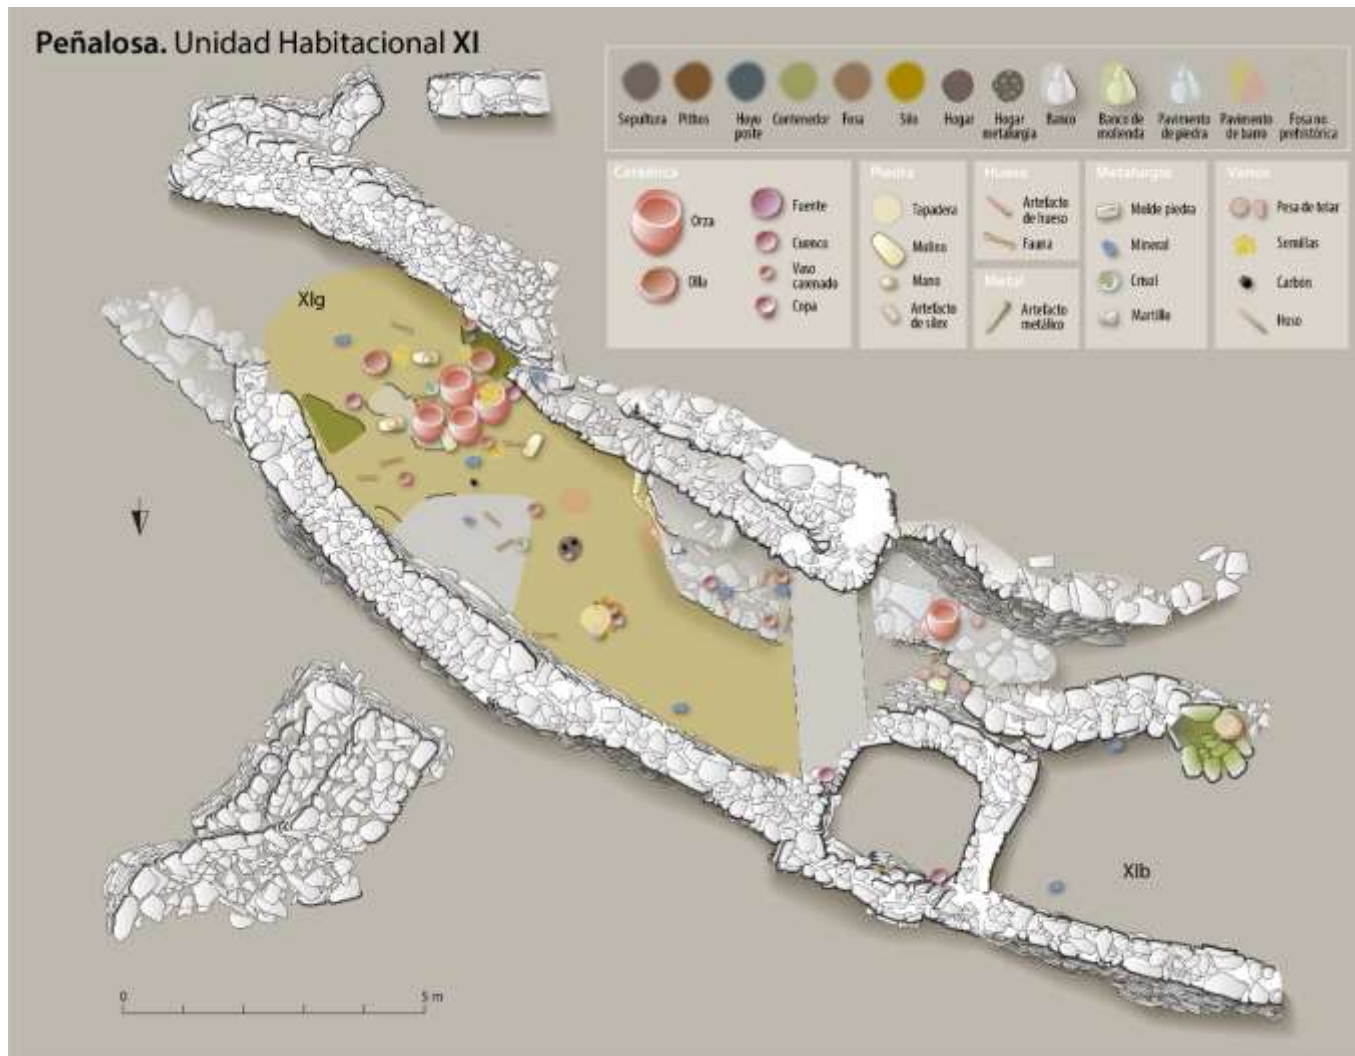 Peñalosa. Unidad Habitacional XI
Sepultura
Pithos
Hoyo
poste
Contenedor
Fosa
Silo
Hogar
Hogar
metalurgia
Banco
Banco de
molienda
Pavimento
de piedra
Pavimento
de barro
Fosa no
prehistórica
Cerámica
Orza
Olla
Fuente
Cuenco
Vaso
carenado
Copa
Piedra
Tapadera
Molino
Mano
Artefacto
de sílex
Hueso
Artefacto
de hueso
Fauna
Metal
Artefacto
metálico
Metalurgia
Molde piedra
Mineral
Crisol
Martillo
Varios
Pesa de telar
Semillas
Carbón
Huso
XIg
XIb
0
5 m